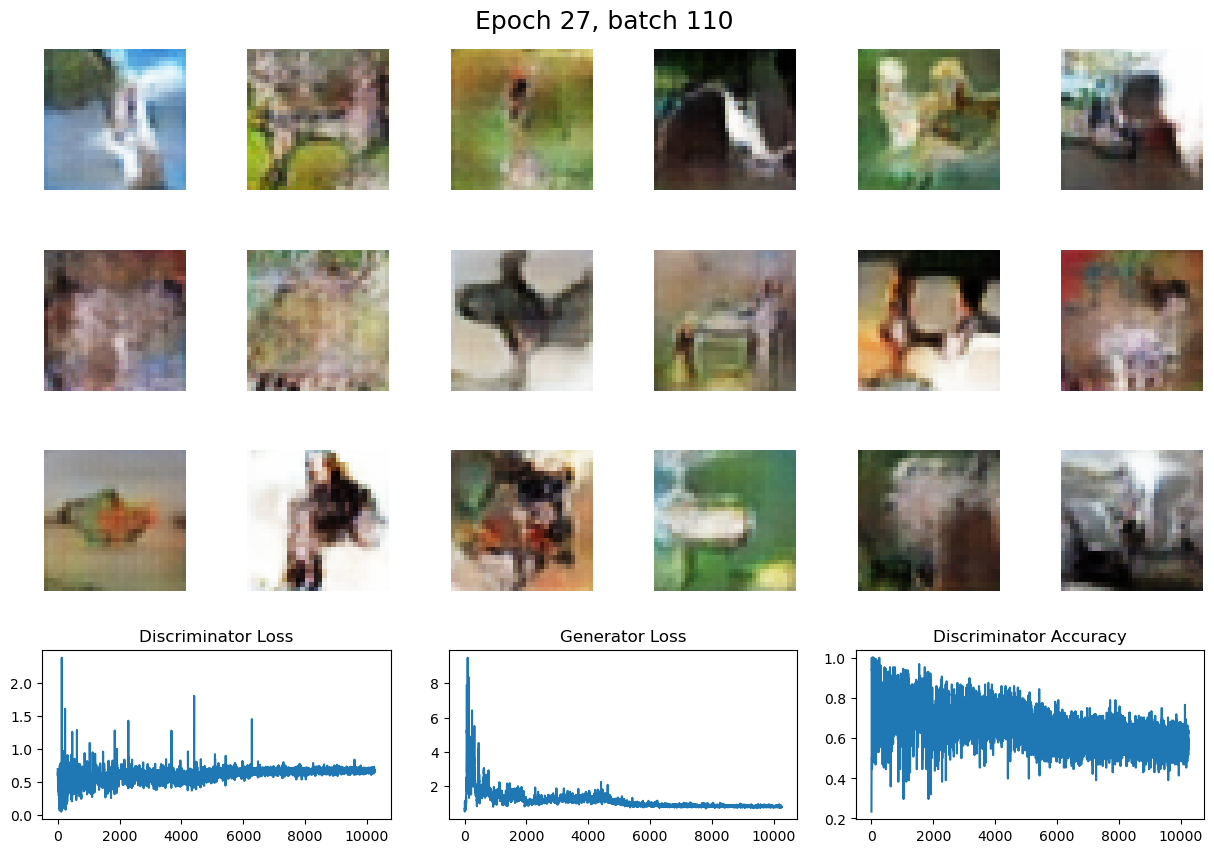 Epoch 27, batch 110
Discriminator Loss
Generator Loss
Discriminator Accuracy
2.0
1.5
1.0
0.5
0.0
0 2000 4000 6000 8000 10000
8
6
4
2
0 2000 4000 6000 8000 10000
1.0
0.8
0.6
0.4
0.2
0 2000 4000 6000 8000 10000